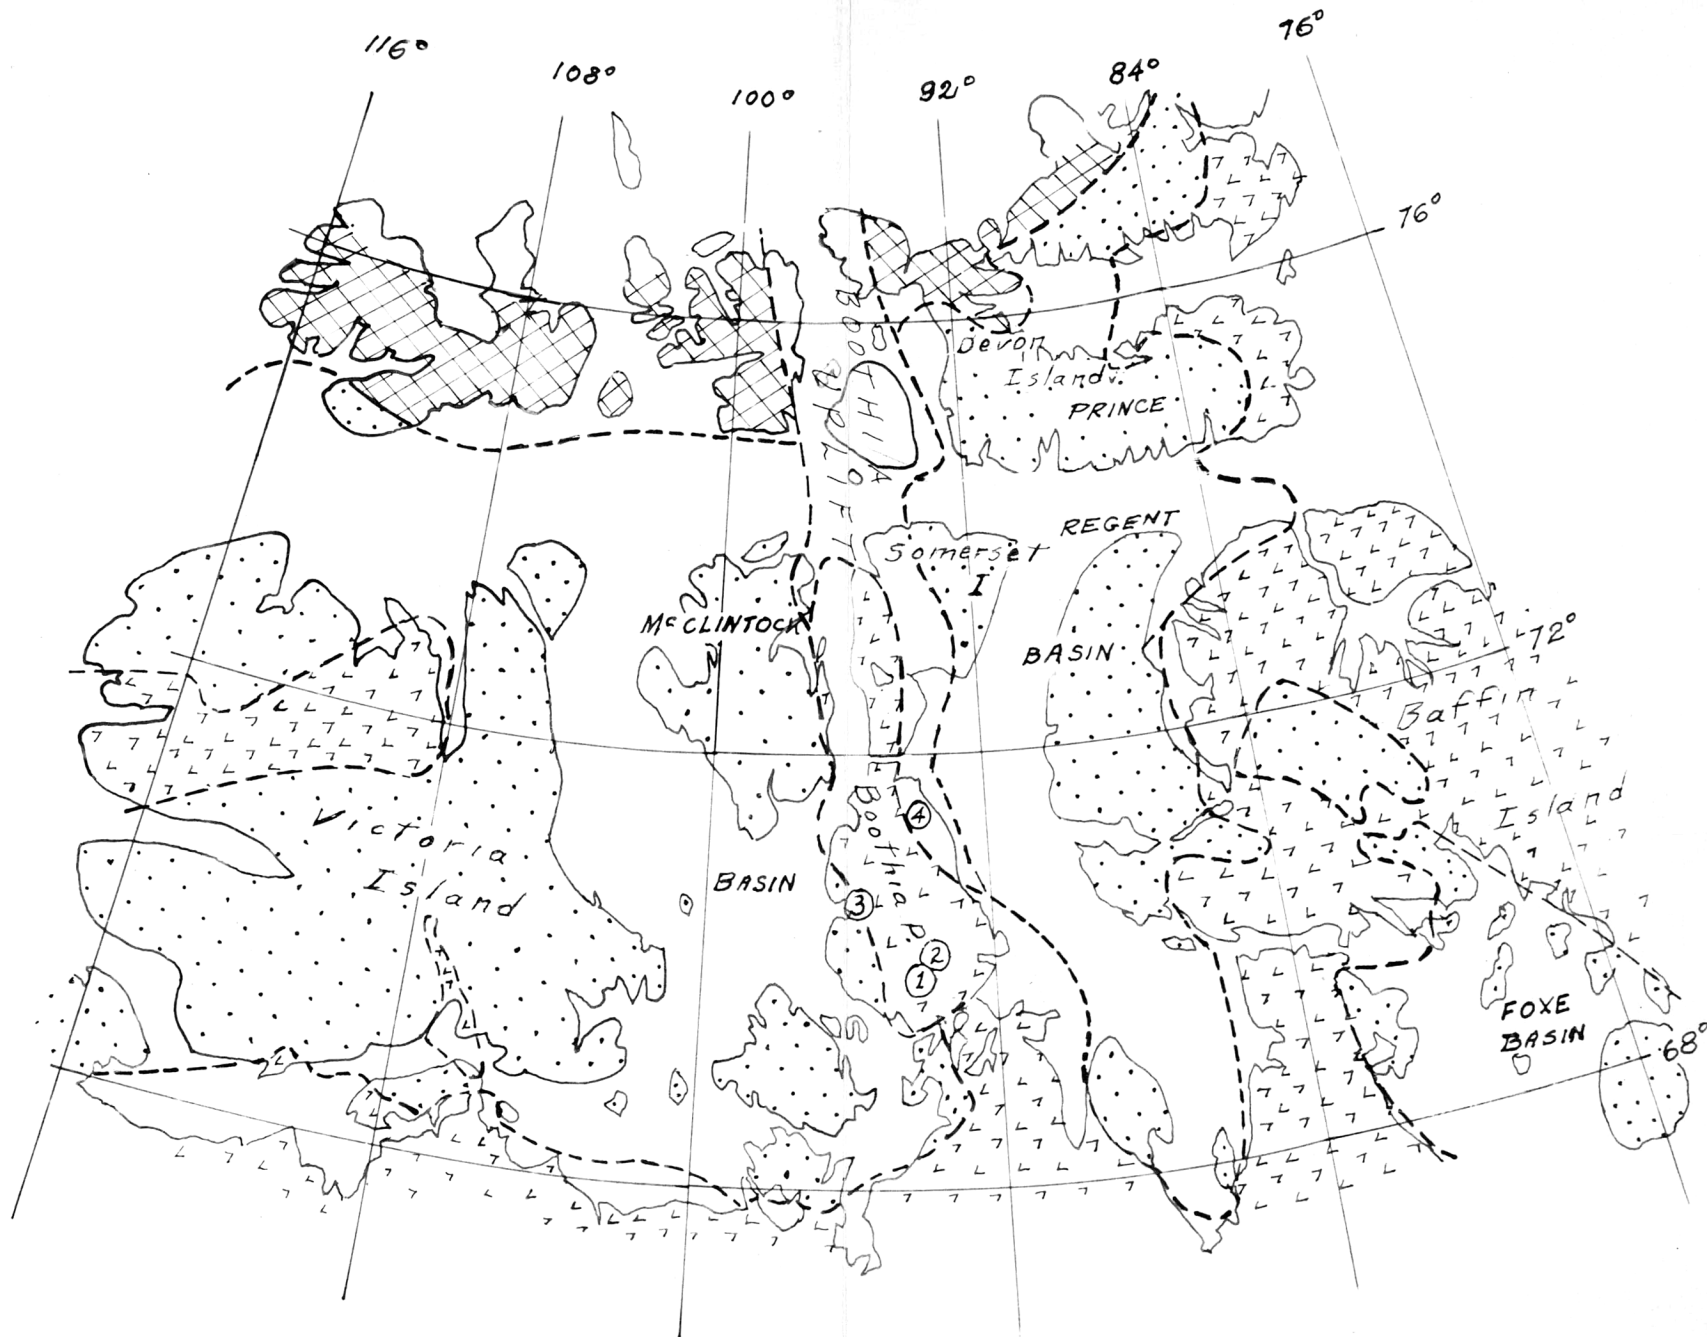 116°
108°
100°
92°
84°
76°
76°
BOOTHIA
UPLIFT
Devon
Island
PRINCE
REGENT
BASIN
Somerset
I
McCLINTOCK
BASIN
72°
Baffin
Island
Victoria
Island
Boothia P.
4
3
2
1
FOXE
BASIN
68°